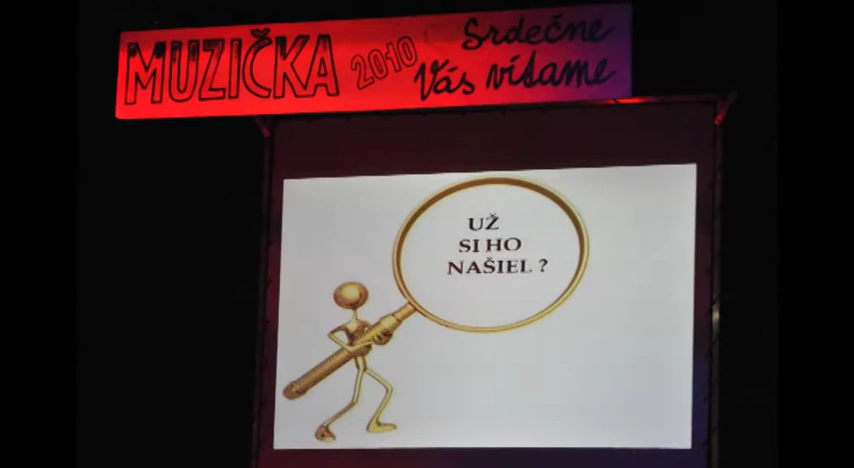 MUZIČKA 2010 Srdečne
Vás vítame
UŽ
SI HO
NAŠIEL ?